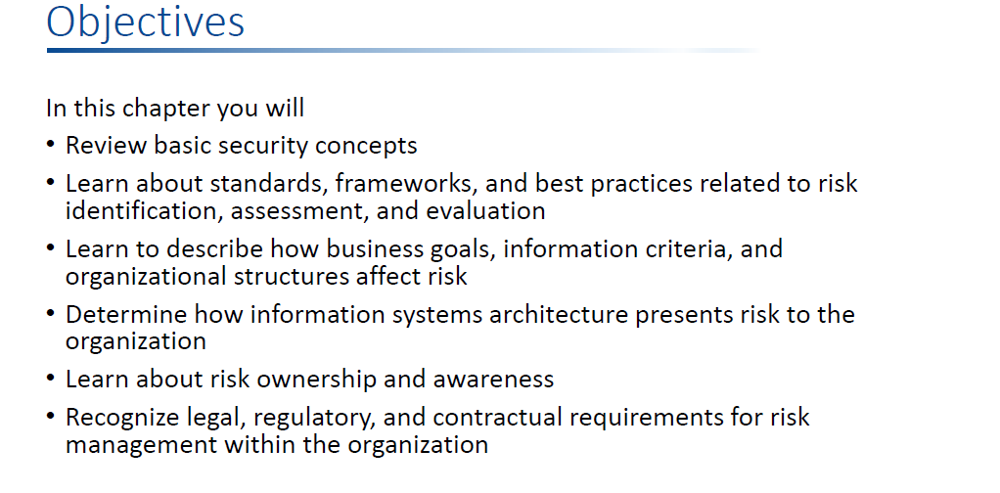 Objectives
In this chapter you will
• Review basic security concepts
• Learn about standards, frameworks, and best practices related to risk
identification, assessment, and evaluation
• Learn to describe how business goals, information criteria, and
organizational structures affect risk
• Determine how information systems architecture presents risk to the
organization
• Learn about risk ownership and awareness
• Recognize legal, regulatory, and contractual requirements for risk
management within the organization